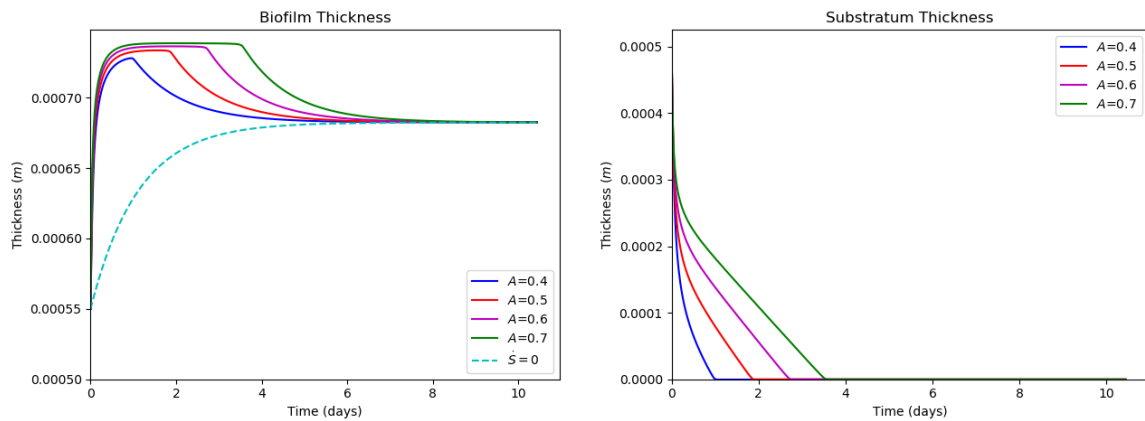 Biofilm Thickness
Thickness (m)
0.00070
0.00065
0.00060
0.00055
0.00050
0
2
4
6
8
10
Time (days)
A=0.4
A=0.5
A=0.6
A=0.7
Ṡ=0
Substratum Thickness
Thickness (m)
0.0005
0.0004
0.0003
0.0002
0.0001
0.0000
0
2
4
6
8
10
Time (days)
A=0.4
A=0.5
A=0.6
A=0.7